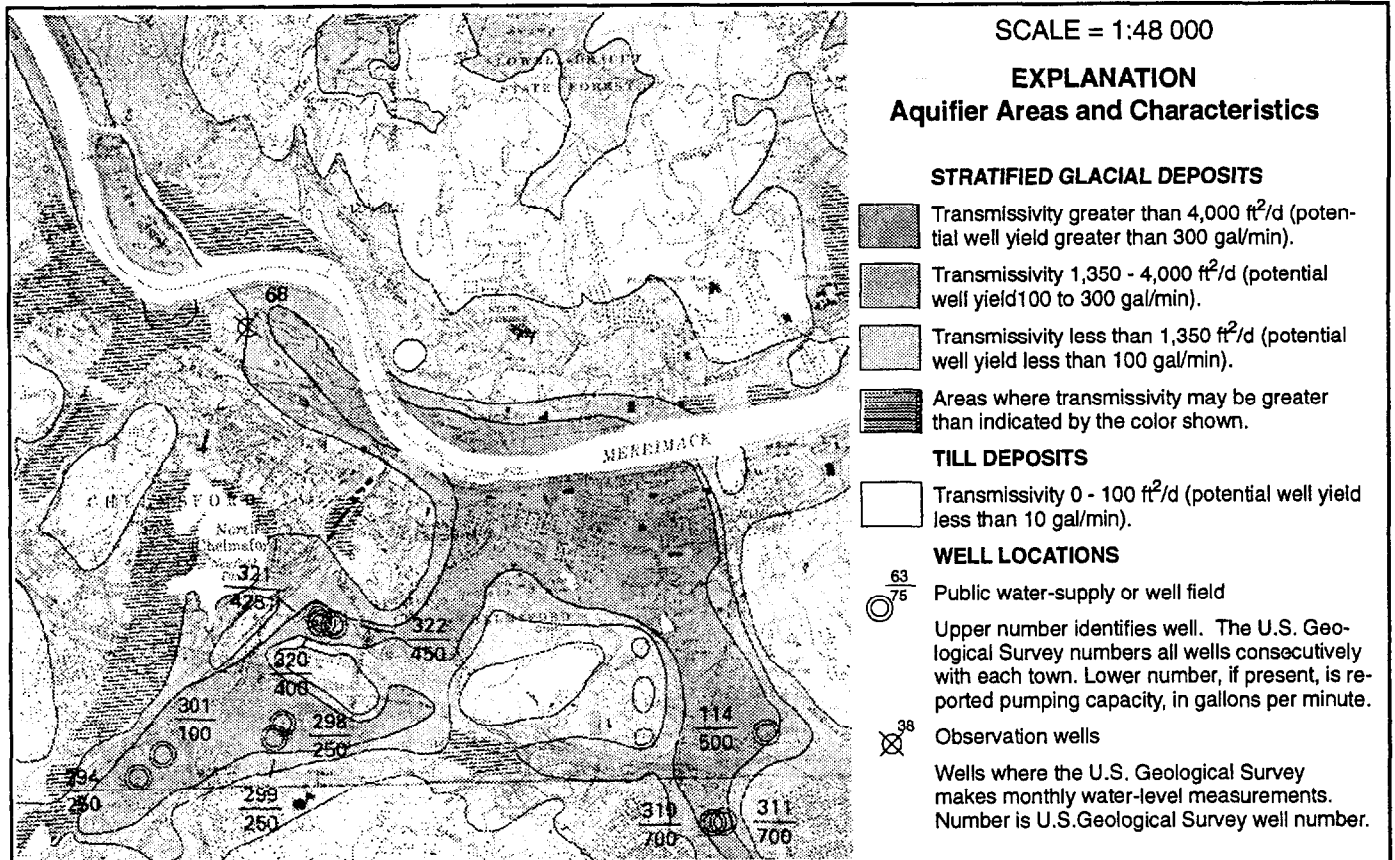 LOWELL-DRACUT
STATE FOREST
68
MERRIMACK
North
321
425
322
450
320
400
301
100
298
250
299
250
114
500
311
700
700
SCALE = 1:48 000
EXPLANATION
Aquifier Areas and Characteristics
STRATIFIED GLACIAL DEPOSITS
Transmissivity greater than 4,000 ft²/d (poten-
tial well yield greater than 300 gal/min).
Transmissivity 1,350 - 4,000 ft²/d (potential
well yield100 to 300 gal/min).
Transmissivity less than 1,350 ft²/d (potential
well yield less than 100 gal/min).
Areas where transmissivity may be greater
than indicated by the color shown.
TILL DEPOSITS
Transmissivity 0 - 100 ft²/d (potential well yield
less than 10 gal/min).
WELL LOCATIONS
63
75
Public water-supply or well field
Upper number identifies well. The U.S. Geo-
logical Survey numbers all wells consecutively
with each town. Lower number, if present, is re-
ported pumping capacity, in gallons per minute.
38
Observation wells
Wells where the U.S. Geological Survey
makes monthly water-level measurements.
Number is U.S.Geological Survey well number.